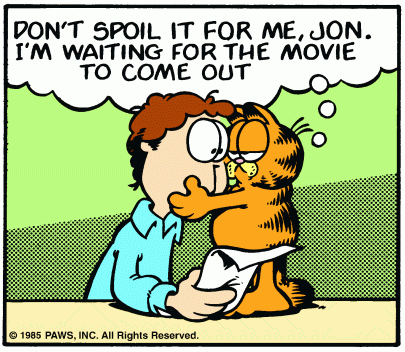 DON'T SPOIL IT FOR ME, JON.
I'M WAITING FOR THE MOVIE
TO COME OUT
© 1985 PAWS, INC. All Rights Reserved.